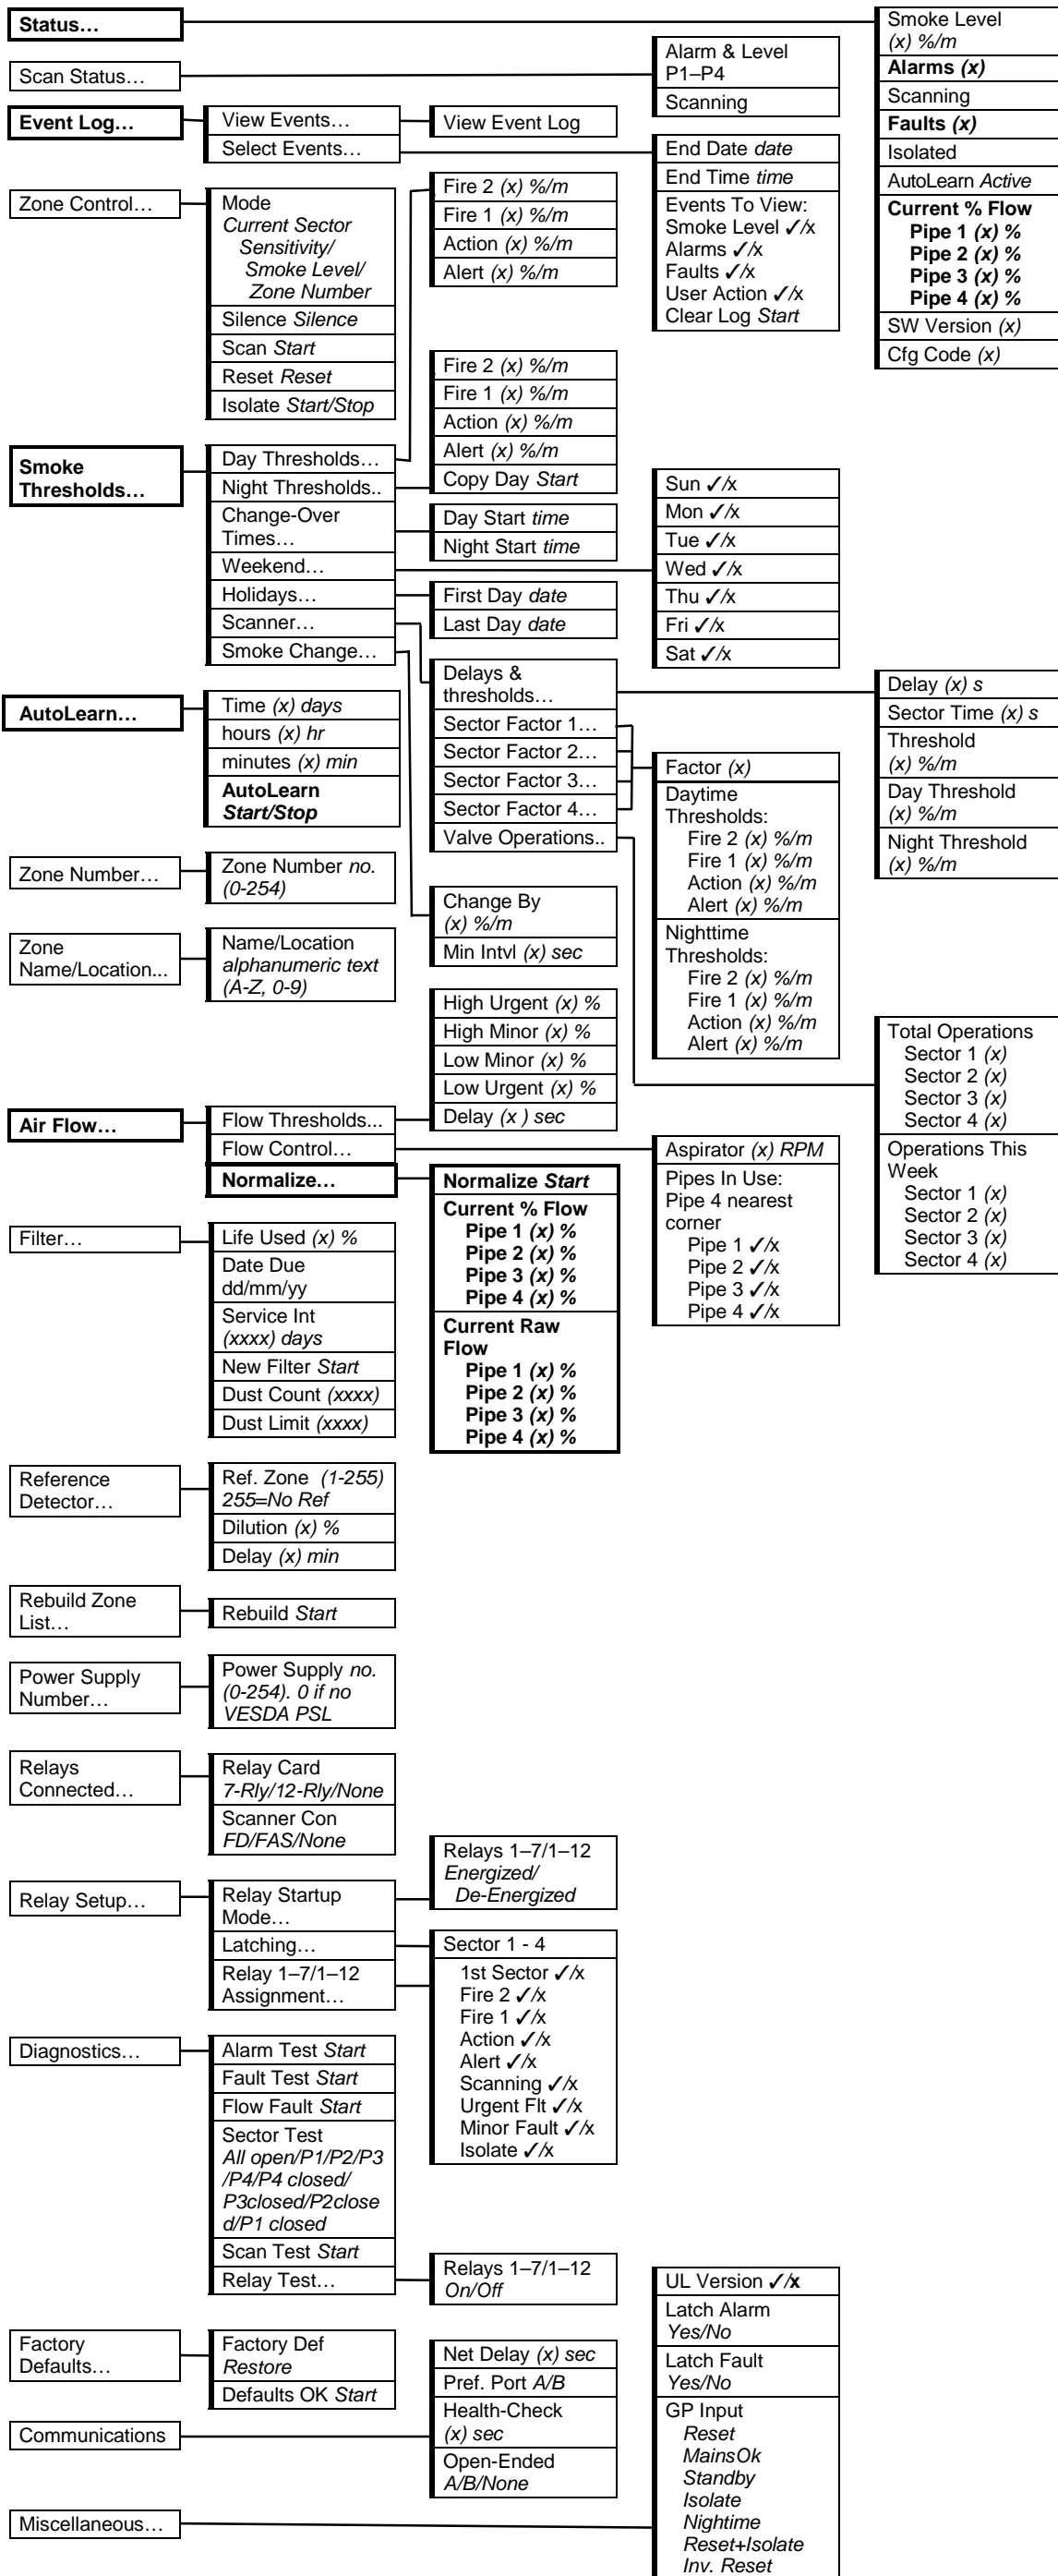 Status…
Smoke Level
(x) %/m
Alarms (x)
Scanning
Faults (x)
Isolated
AutoLearn Active
Current % Flow
Pipe 1 (x) %
Pipe 2 (x) %
Pipe 3 (x) %
Pipe 4 (x) %
SW Version (x)
Cfg Code (x)
Scan Status…
Alarm & Level
P1–P4
Scanning
Event Log…
View Events…
Select Events…
View Event Log
End Date date
End Time time
Events To View:
Smoke Level ✓/x
Alarms ✓/x
Faults ✓/x
User Action ✓/x
Clear Log Start
Zone Control…
Mode
Current Sector
Sensitivity/
Smoke Level/
Zone Number
Silence Silence
Scan Start
Reset Reset
Isolate Start/Stop
Fire 2 (x) %/m
Fire 1 (x) %/m
Action (x) %/m
Alert (x) %/m
Smoke
Thresholds…
Day Thresholds…
Night Thresholds..
Change-Over
Times…
Weekend…
Holidays…
Scanner…
Smoke Change…
Fire 2 (x) %/m
Fire 1 (x) %/m
Action (x) %/m
Alert (x) %/m
Copy Day Start
Day Start time
Night Start time
Sun ✓/x
Mon ✓/x
Tue ✓/x
Wed ✓/x
Thu ✓/x
Fri ✓/x
Sat ✓/x
First Day date
Last Day date
Delays &
thresholds…
Sector Factor 1…
Sector Factor 2…
Sector Factor 3…
Sector Factor 4…
Valve Operations..
Delay (x) s
Sector Time (x) s
Threshold
(x) %/m
Day Threshold
(x) %/m
Night Threshold
(x) %/m
Factor (x)
Daytime
Thresholds:
Fire 2 (x) %/m
Fire 1 (x) %/m
Action (x) %/m
Alert (x) %/m
Nighttime
Thresholds:
Fire 2 (x) %/m
Fire 1 (x) %/m
Action (x) %/m
Alert (x) %/m
Change By
(x) %/m
Min Intvl (x) sec
Total Operations
Sector 1 (x)
Sector 2 (x)
Sector 3 (x)
Sector 4 (x)
Operations This
Week
Sector 1 (x)
Sector 2 (x)
Sector 3 (x)
Sector 4 (x)
AutoLearn…
Time (x) days
hours (x) hr
minutes (x) min
AutoLearn
Start/Stop
Zone Number…
Zone Number no.
(0-254)
Zone
Name/Location...
Name/Location
alphanumeric text
(A-Z, 0-9)
Air Flow…
Flow Thresholds...
Flow Control…
Normalize…
High Urgent (x) %
High Minor (x) %
Low Minor (x) %
Low Urgent (x) %
Delay (x ) sec
Aspirator (x) RPM
Pipes In Use:
Pipe 4 nearest
corner
Pipe 1 ✓/x
Pipe 2 ✓/x
Pipe 3 ✓/x
Pipe 4 ✓/x
Normalize Start
Current % Flow
Pipe 1 (x) %
Pipe 2 (x) %
Pipe 3 (x) %
Pipe 4 (x) %
Current Raw
Flow
Pipe 1 (x) %
Pipe 2 (x) %
Pipe 3 (x) %
Pipe 4 (x) %
Filter…
Life Used (x) %
Date Due
dd/mm/yy
Service Int
(xxxx) days
New Filter Start
Dust Count (xxxx)
Dust Limit (xxxx)
Reference
Detector…
Ref. Zone (1-255)
255=No Ref
Dilution (x) %
Delay (x) min
Rebuild Zone
List…
Rebuild Start
Power Supply
Number…
Power Supply no.
(0-254). 0 if no
VESDA PSL
Relays
Connected…
Relay Card
7-Rly/12-Rly/None
Scanner Con
FD/FAS/None
Relay Setup…
Relay Startup
Mode…
Latching…
Relay 1–7/1–12
Assignment…
Relays 1–7/1–12
Energized/
De-Energized
Sector 1 - 4
1st Sector ✓/x
Fire 2 ✓/x
Fire 1 ✓/x
Action ✓/x
Alert ✓/x
Scanning ✓/x
Urgent Flt ✓/x
Minor Fault ✓/x
Isolate ✓/x
Diagnostics…
Alarm Test Start
Fault Test Start
Flow Fault Start
Sector Test
All open/P1/P2/P3
/P4/P4 closed/
P3closed/P2close
d/P1 closed
Scan Test Start
Relay Test…
Relays 1–7/1–12
On/Off
Factory
Defaults…
Factory Def
Restore
Defaults OK Start
Communications
Net Delay (x) sec
Pref. Port A/B
Health-Check
(x) sec
Open-Ended
A/B/None
Miscellaneous…
UL Version ✓/x
Latch Alarm
Yes/No
Latch Fault
Yes/No
GP Input
Reset
MainsOk
Standby
Isolate
Nightime
Reset+Isolate
Inv. Reset